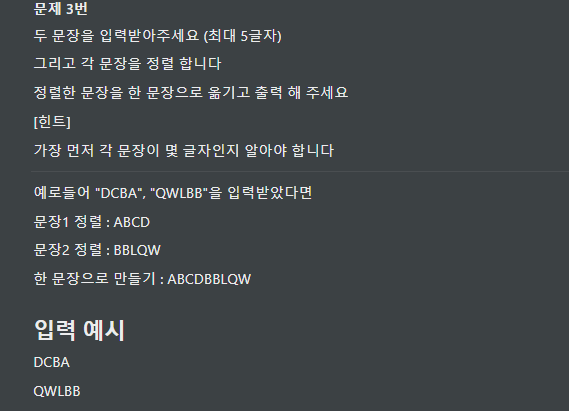 문제 3번
두 문장을 입력받아주세요 (최대 5글자)
그리고 각 문장을 정렬 합니다
정렬한 문장을 한 문장으로 옮기고 출력 해 주세요
[힌트]
가장 먼저 각 문장이 몇 글자인지 알아야 합니다
예로들어 "DCBA", "QWLBB"을 입력받았다면
문장1 정렬 : ABCD
문장2 정렬 : BBLQW
한 문장으로 만들기 : ABCDBBLQW
입력 예시
DCBA
QWLBB